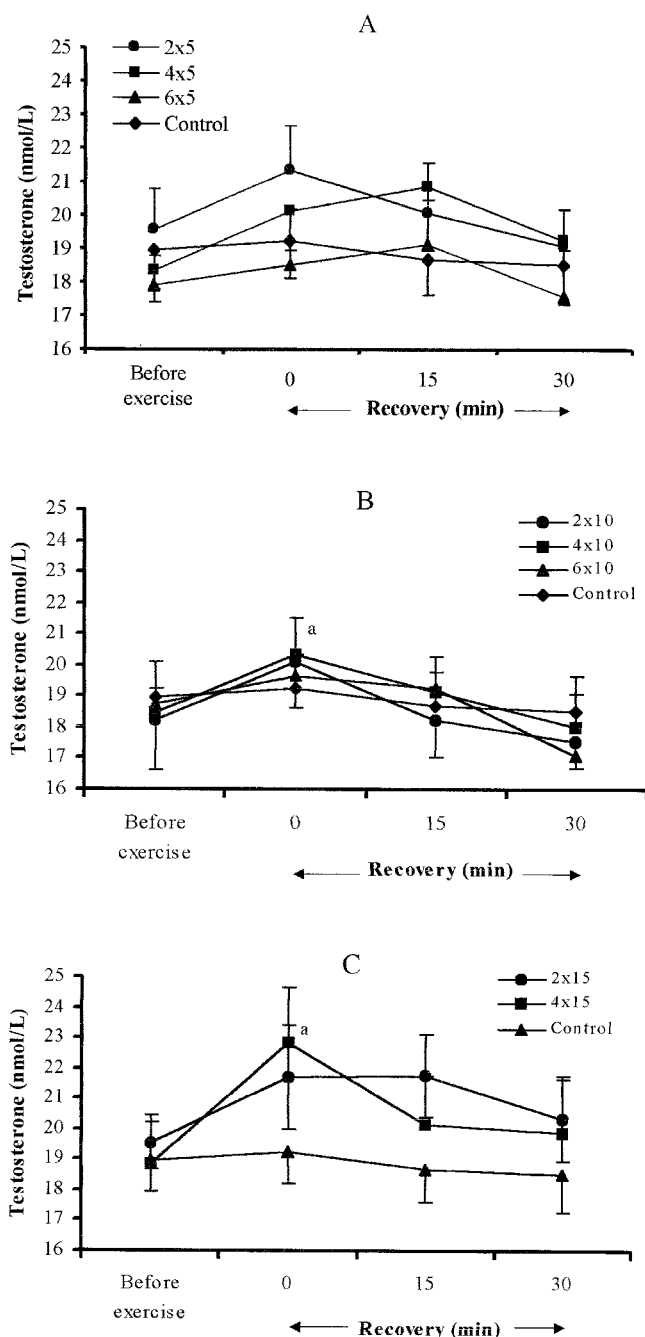 A
2x5
4x5
6x5
Control
Testosterone (nmol/L)
25
24
23
22
21
20
19
18
17
16
Before
exercise
0
15
30
Recovery (min)
B
2x10
4x10
6x10
Control
Testosterone (nmol/L)
25
24
23
22
21
20
19
18
17
16
a
Before
exercise
0
15
30
Recovery (min)
C
2x15
4x15
Control
Testosterone (nmol/L)
25
24
23
22
21
20
19
18
17
16
a
Before
exercise
0
15
30
Recovery (min)